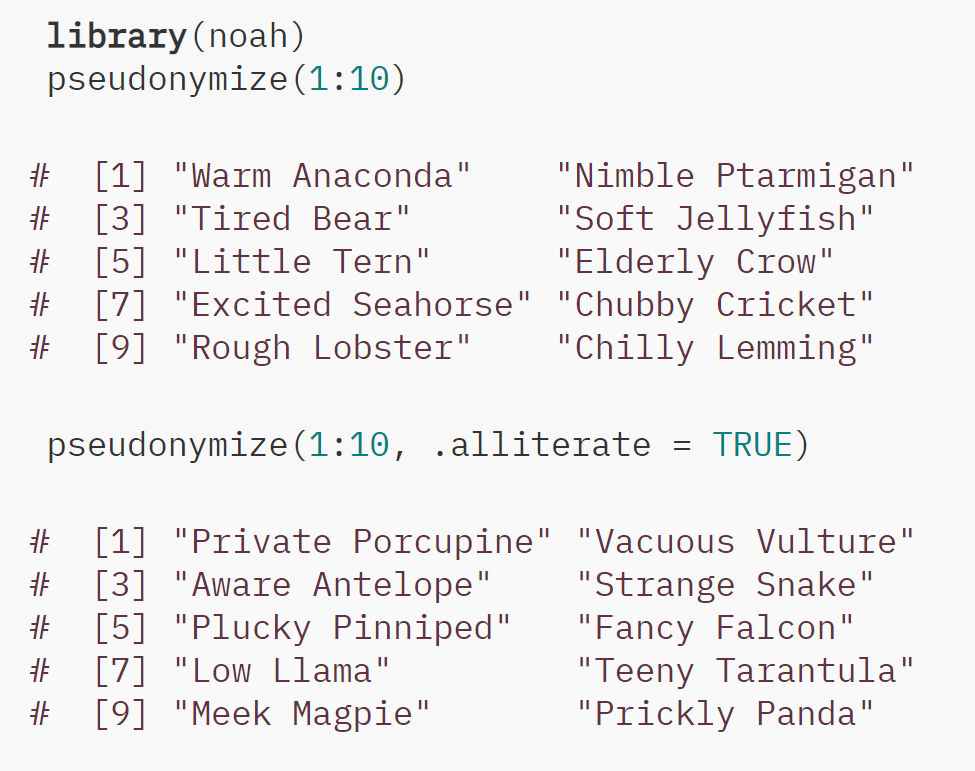 library(noah)
pseudonymize(1:10)
#  [1] "Warm Anaconda"    "Nimble Ptarmigan"
#  [3] "Tired Bear"       "Soft Jellyfish"
#  [5] "Little Tern"      "Elderly Crow"
#  [7] "Excited Seahorse" "Chubby Cricket"
#  [9] "Rough Lobster"    "Chilly Lemming"
pseudonymize(1:10, .alliterate = TRUE)
#  [1] "Private Porcupine" "Vacuous Vulture"
#  [3] "Aware Antelope"    "Strange Snake"
#  [5] "Plucky Pinniped"   "Fancy Falcon"
#  [7] "Low Llama"         "Teeny Tarantula"
#  [9] "Meek Magpie"       "Prickly Panda"